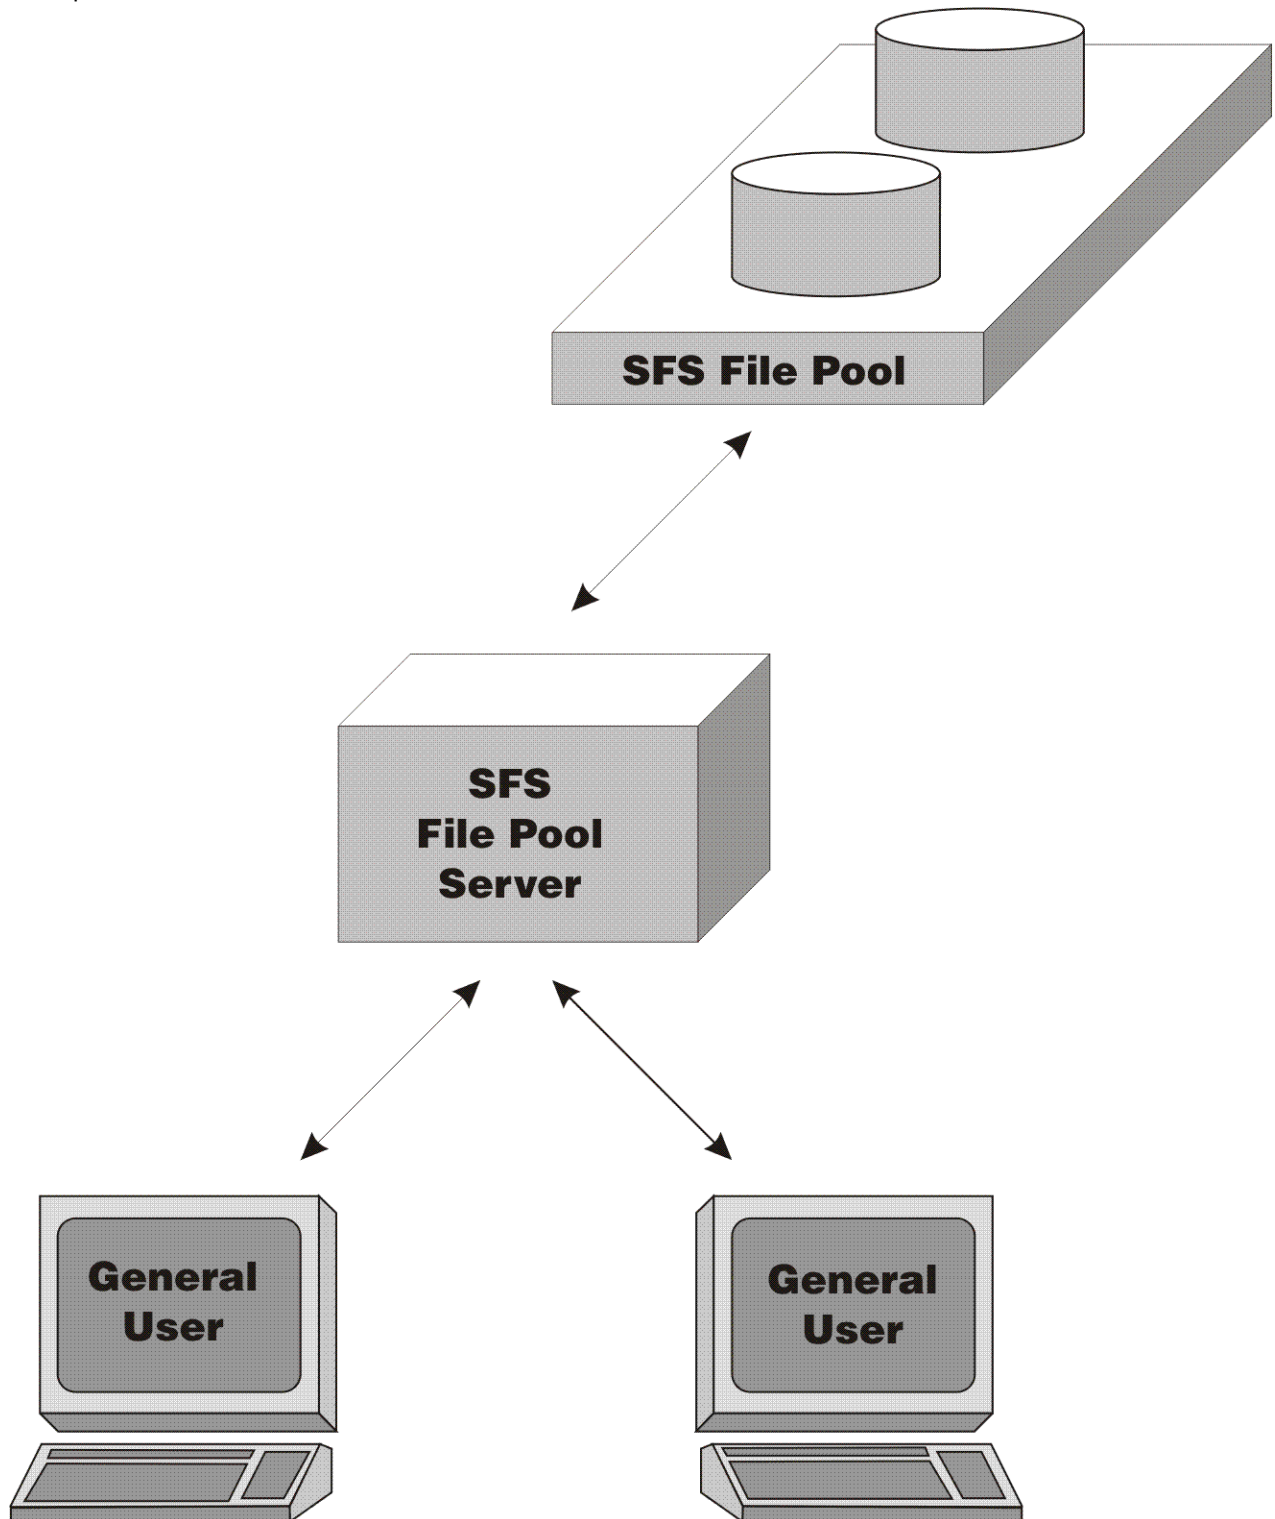 SFS File Pool
SFS
File Pool
Server
General
User
General
User